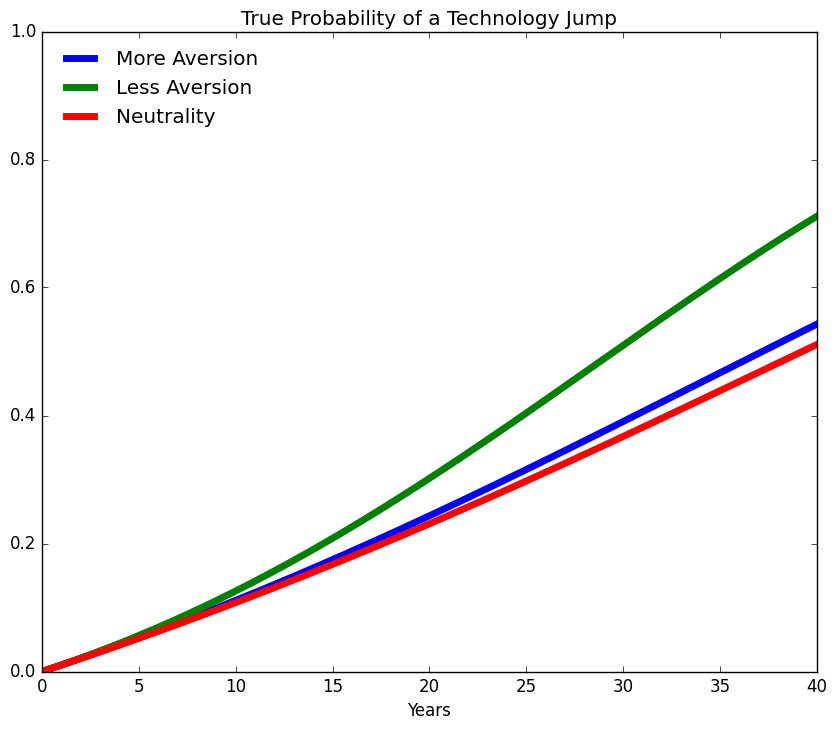 True Probability of a Technology Jump
1.0
More Aversion
Less Aversion
Neutrality
0.8
0.6
0.4
0.2
0.0
0 5 10 15 20 25 30 35 40
Years